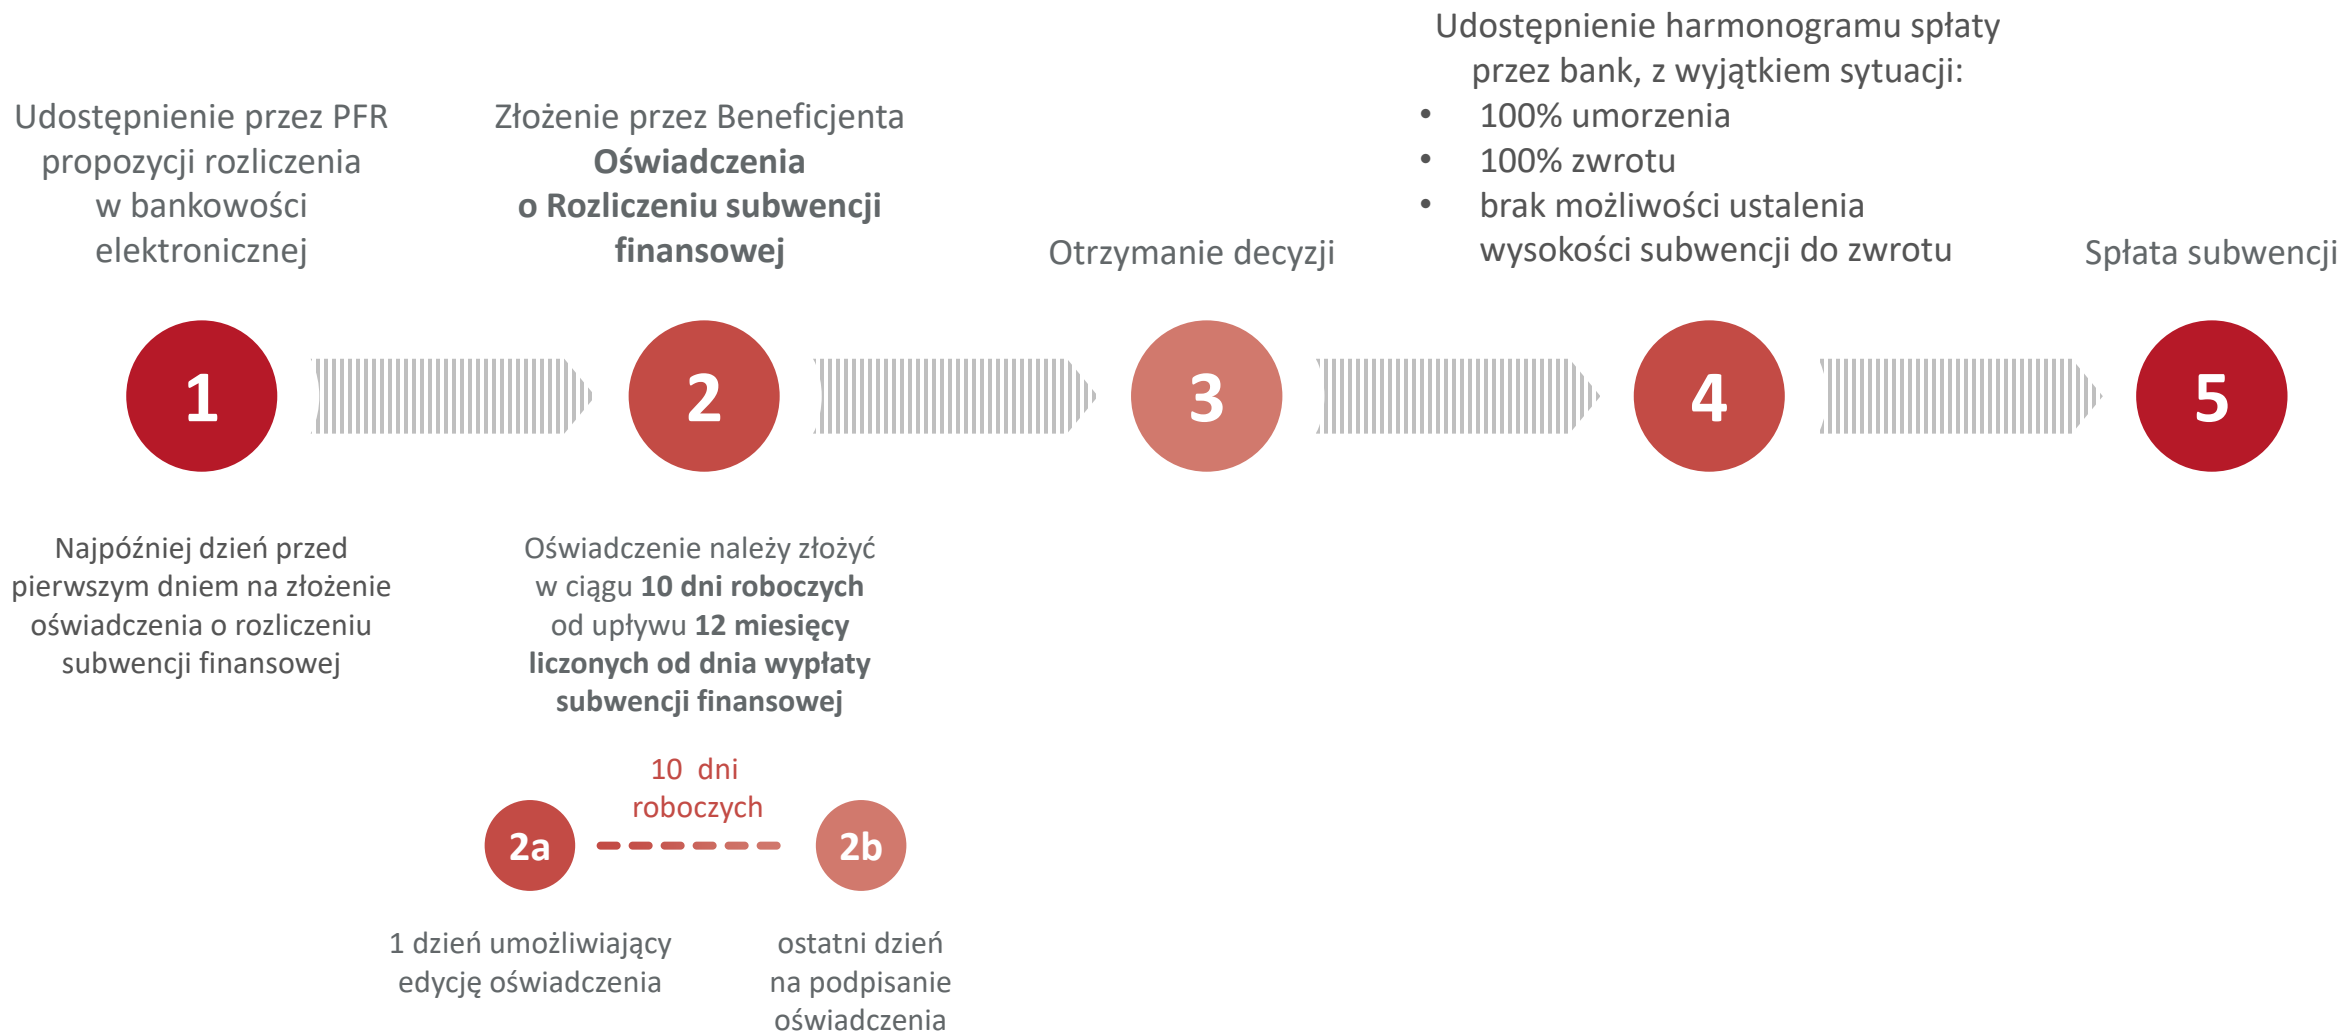 Udostępnienie przez PFR
propozycji rozliczenia
w bankowości
elektronicznej
Złożenie przez Beneficjenta
Oświadczenia
o Rozliczeniu subwencji
finansowej
Otrzymanie decyzji
Udostępnienie harmonogramu spłaty
przez bank, z wyjątkiem sytuacji:
• 100% umorzenia
• 100% zwrotu
• brak możliwości ustalenia
wysokości subwencji do zwrotu
Spłata subwencji
1
2
3
4
5
Najpóźniej dzień przed
pierwszym dniem na złożenie
oświadczenia o rozliczeniu
subwencji finansowej
Oświadczenie należy złożyć
w ciągu 10 dni roboczych
od upływu 12 miesięcy
liczonych od dnia wypłaty
subwencji finansowej
10 dni
roboczych
2a
2b
1 dzień umożliwiający
edycję oświadczenia
ostatni dzień
na podpisanie
oświadczenia